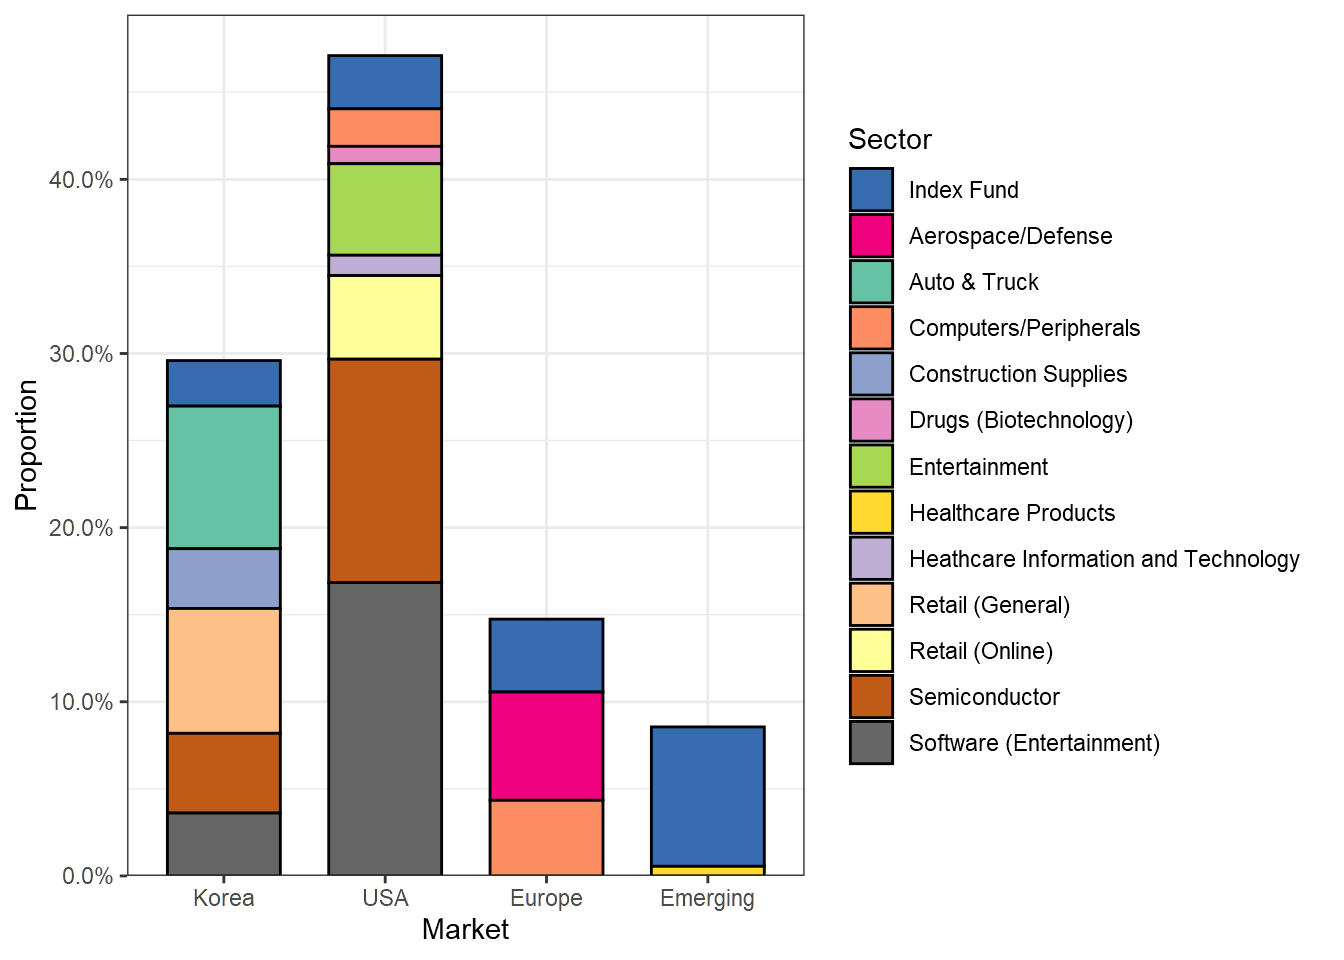 Proportion
40.0%
30.0%
20.0%
10.0%
0.0%
Korea
USA
Europe
Emerging
Market
Sector
Index Fund
Aerospace/Defense
Auto & Truck
Computers/Peripherals
Construction Supplies
Drugs (Biotechnology)
Entertainment
Healthcare Products
Heathcare Information and Technology
Retail (General)
Retail (Online)
Semiconductor
Software (Entertainment)